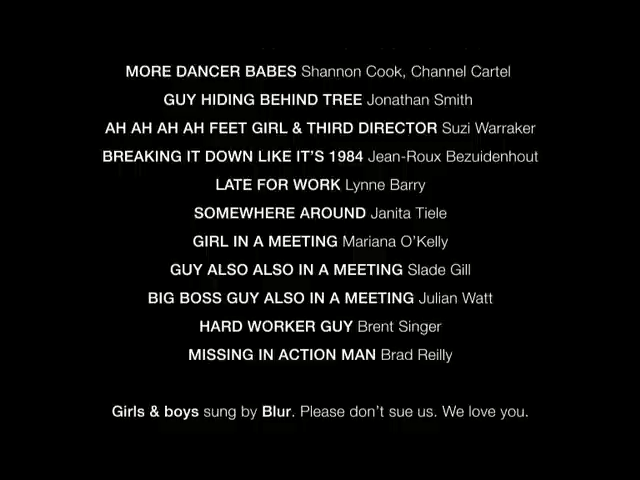 MORE DANCER BABES Shannon Cook, Channel Cartel
GUY HIDING BEHIND TREE Jonathan Smith
AH AH AH AH FEET GIRL & THIRD DIRECTOR Suzi Warraker
BREAKING IT DOWN LIKE IT'S 1984 Jean-Roux Bezuidenhout
LATE FOR WORK Lynne Barry
SOMEWHERE AROUND Janita Tiele
GIRL IN A MEETING Mariana O'Kelly
GUY ALSO ALSO IN A MEETING Slade Gill
BIG BOSS GUY ALSO IN A MEETING Julian Watt
HARD WORKER GUY Brent Singer
MISSING IN ACTION MAN Brad Reilly
Girls & boys sung by Blur. Please don't sue us. We love you.